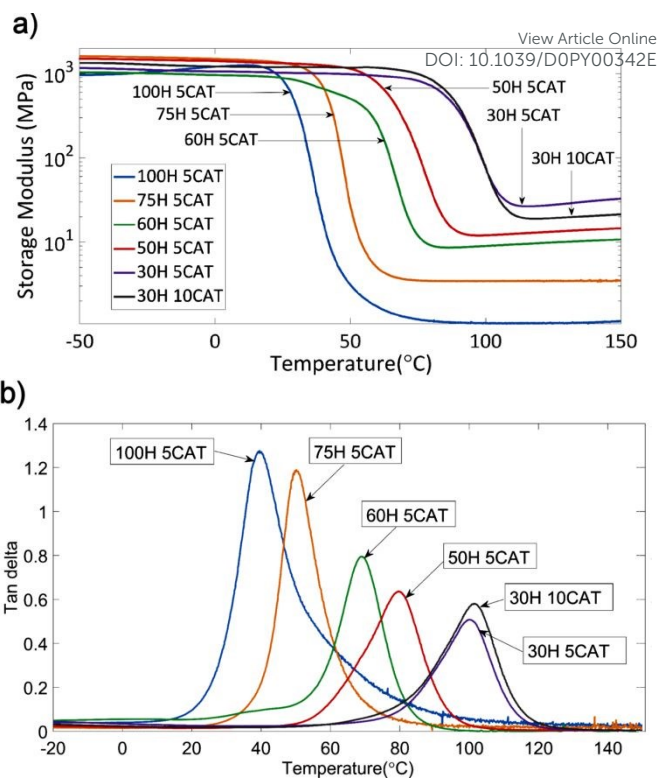 a)
View Article Online
DOI: 10.1039/D0PY00342E
10³
10²
10¹
Storage Modulus (MPa)
100H 5CAT
75H 5CAT
60H 5CAT
50H 5CAT
30H 5CAT
30H 10CAT
100H 5CAT
75H 5CAT
60H 5CAT
50H 5CAT
30H 5CAT
30H 10CAT
-50 0 50 100 150
Temperature(°C)
b)
1.4
1.2
1
0.8
0.6
0.4
0.2
0
Tan delta
100H 5CAT
75H 5CAT
60H 5CAT
50H 5CAT
30H 10CAT
30H 5CAT
-20 0 20 40 60 80 100 120 140
Temperature(°C)